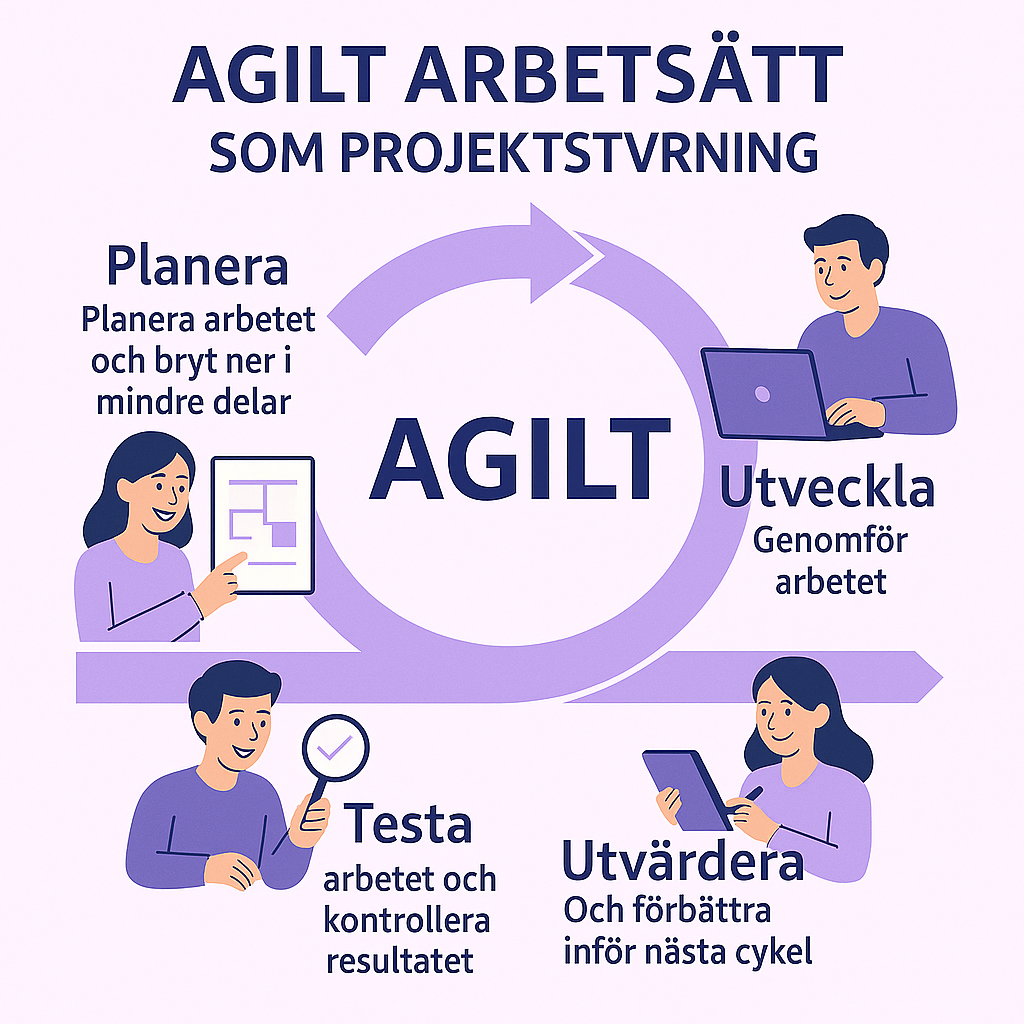 AGILT ARBETSÄTT
SOM PROJEKTSTVRNING
Planera
Planera arbetet
och bryt ner i
mindre delar
AGILT
Utveckla
Genomför
arbetet
Testa
arbetet och
kontrollera
resultatet
Utvärdera
Och förbättra
inför nästa cykel